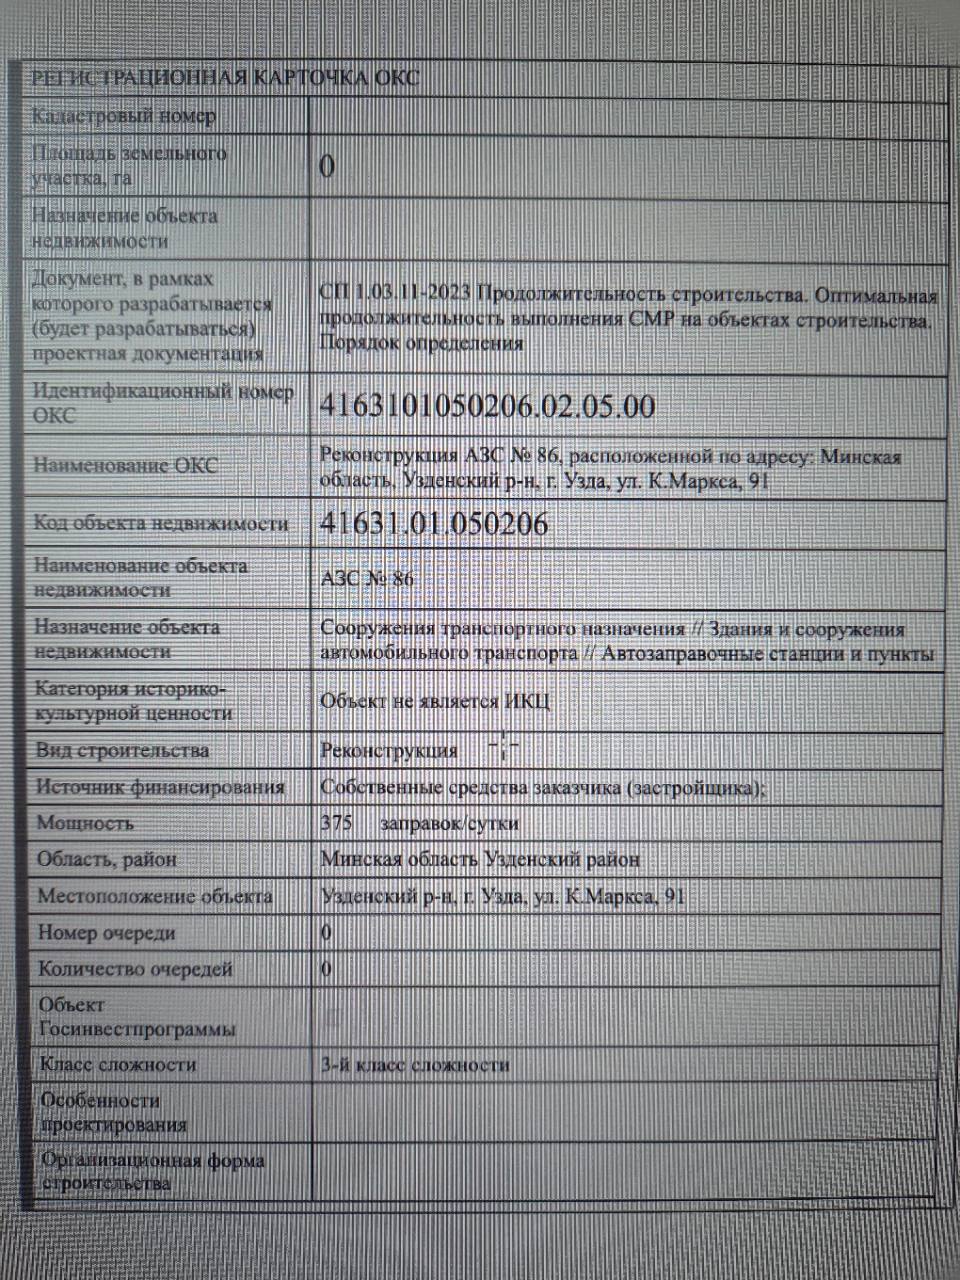 РЕГИСТРАЦИОННАЯ КАРТОЧКА ОКС
Кадастровый номер
Площадь земельного
участка, га
0
Назначение объекта
недвижимости
Документ, в рамках
которого разрабатывается
(будет разрабатываться)
проектная документация
СП 1.03.11-2023 Продолжительность строительства. Оптимальная
продолжительность выполнения СМР на объектах строительства.
Порядок определения
Идентификационный номер
ОКС
4163101050206.02.05.00
Наименование ОКС
Реконструкция АЗС № 86, расположенной по адресу: Минская
область, Узденский р-н, г. Узда, ул. К.Маркса, 91
Код объекта недвижимости
41631.01.050206
Наименование объекта
недвижимости
АЗС № 86
Назначение объекта
недвижимости
Сооружения транспортного назначения // Здания и сооружения
автомобильного транспорта // Автозаправочные станции и пункты
Категория историко-
культурной ценности
Объект не является ИКЦ
Вид строительства
Реконструкция
Источник финансирования
Собственные средства заказчика (застройщика);
Мощность
375 заправок/сутки
Область, район
Минская область Узденский район
Местоположение объекта
Узденский р-н, г. Узда, ул. К.Маркса, 91
Номер очереди
0
Количество очередей
0
Объект
Госинвестпрограммы
Класс сложности
3-й класс сложности
Особенности
проектирования
Организационная форма
строительства